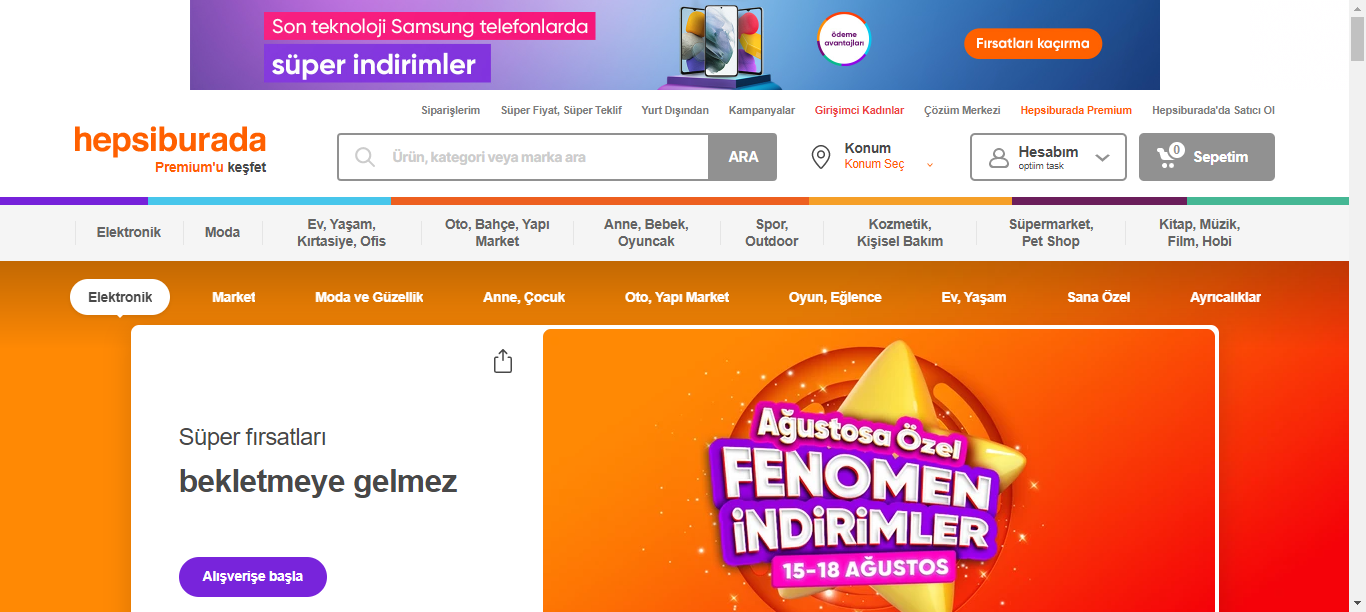 Son teknoloji Samsung telefonlarda
süper indirimler
ödeme
avantajları
Fırsatları kaçırma
Siparişlerim
Süper Fiyat, Süper Teklif
Yurt Dışından
Kampanyalar
Girişimci Kadınlar
Çözüm Merkezi
Hepsiburada Premium
Hepsiburada'da Satıcı Ol
hepsiburada
Premium'u keşfet
Ürün, kategori veya marka ara
ARA
Konum
Konum Seç
Hesabım
optiim task
0
Sepetim
Elektronik
Moda
Ev, Yaşam,
Kırtasiye, Ofis
Oto, Bahçe, Yapı
Market
Anne, Bebek,
Oyuncak
Spor,
Outdoor
Kozmetik,
Kişisel Bakım
Süpermarket,
Pet Shop
Kitap, Müzik,
Film, Hobi
Elektronik
Market
Moda ve Güzellik
Anne, Çocuk
Oto, Yapı Market
Oyun, Eğlence
Ev, Yaşam
Sana Özel
Ayrıcalıklar
Süper fırsatları
bekletmeye gelmez
Alışverişe başla
Ağustosa Özel
FENOMEN
İNDİRİMLER
15-18 AĞUSTOS